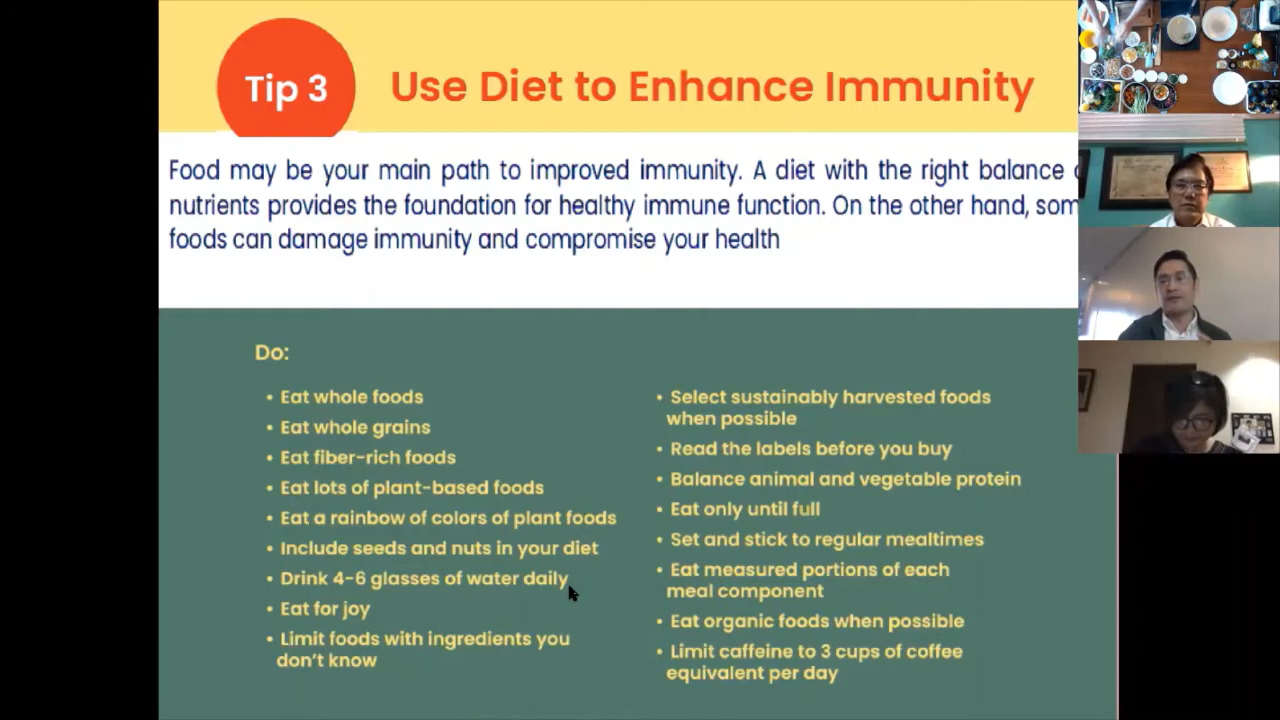 Tip 3
Use Diet to Enhance Immunity
Food may be your main path to improved immunity. A diet with the right balance
nutrients provides the foundation for healthy immune function. On the other hand, som
foods can damage immunity and compromise your health
Do:
• Eat whole foods
• Eat whole grains
• Eat fiber-rich foods
• Eat lots of plant-based foods
• Eat a rainbow of colors of plant foods
• Include seeds and nuts in your diet
• Drink 4-6 glasses of water daily
• Eat for joy
• Limit foods with ingredients you
don't know
• Select sustainably harvested foods
when possible
• Read the labels before you buy
• Balance animal and vegetable protein
• Eat only until full
• Set and stick to regular mealtimes
• Eat measured portions of each
meal component
• Eat organic foods when possible
• Limit caffeine to 3 cups of coffee
equivalent per day